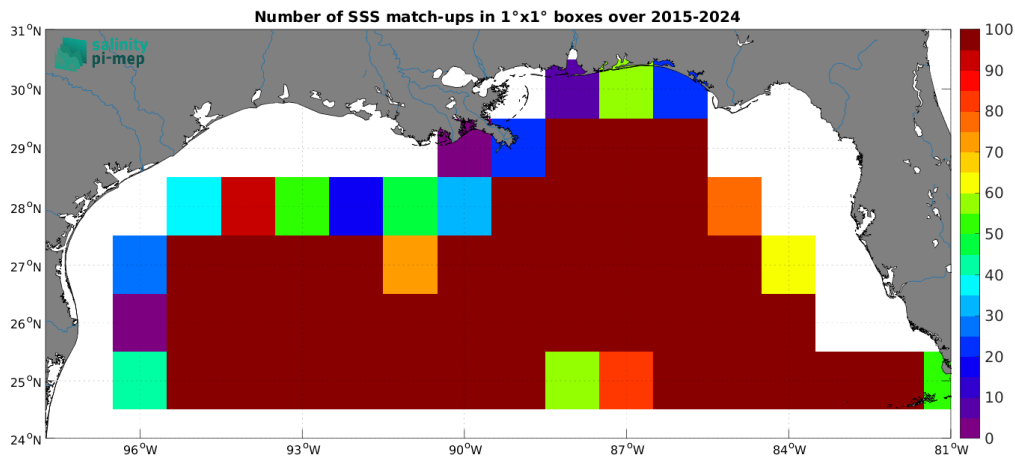 Number of SSS match-ups in 1°x1° boxes over 2015-2024
salinity
pi-mep
31°N
30°N
29°N
28°N
27°N
26°N
25°N
24°N
96°W
93°W
90°W
87°W
84°W
81°W
100
90
80
70
60
50
40
30
20
10
0